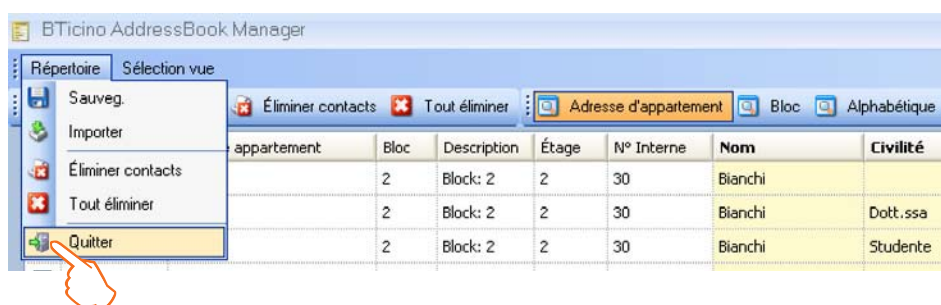 BTicino AddressBook Manager
Répertoire Sélection vue
Sauveg. Éliminer contacts Tout éliminer Adresse d'appartement Bloc Alphabétique
Importer
appartement Bloc Description Étage N° Interne Nom Civilité
Éliminer contacts
2 Block: 2 2 30 Bianchi
Tout éliminer
2 Block: 2 2 30 Bianchi Dott.ssa
Quitter
2 Block: 2 2 30 Bianchi Studente